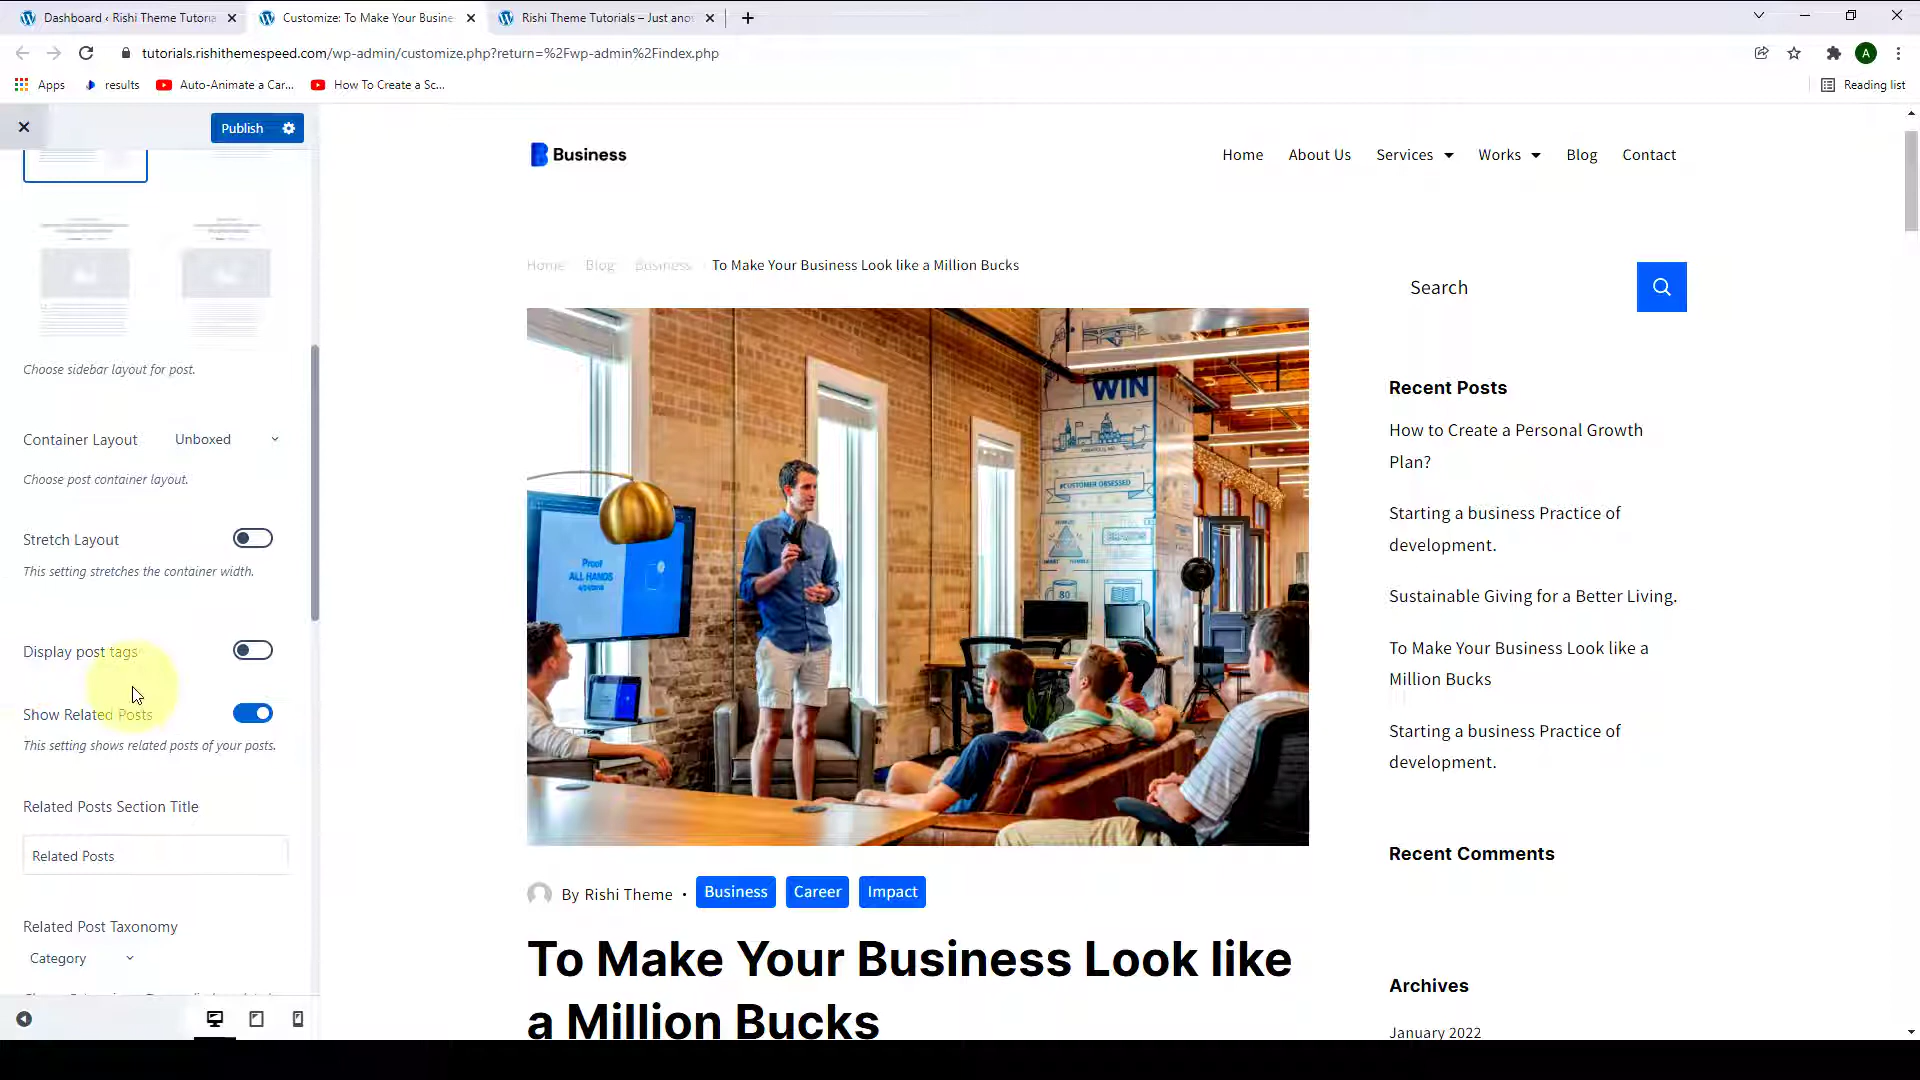 Dashboard ‹ Rishi Theme Tutoria
Customize: To Make Your Busine
Rishi Theme Tutorials – Just ano
tutorials.rishithemespeed.com/wp-admin/customize.php?return=%2Fwp-admin%2Findex.php
A
Apps
results
Auto-Animate a Car...
How To Create a Sc...
Reading list
Publish
Choose sidebar layout for post.
Container Layout
Unboxed
Choose post container layout.
Stretch Layout
This setting stretches the container width.
Display post tags
Show Related Posts
This setting shows related posts of your posts.
Related Posts Section Title
Related Posts
Related Post Taxonomy
Category
Business
Home
About Us
Services
Works
Blog
Contact
Home
Blog
Business
To Make Your Business Look like a Million Bucks
WIN
#CUSTOMER OBSESSED
80
Proof
ALL HANDS
By Rishi Theme
Business
Career
Impact
To Make Your Business Look like
a Million Bucks
Search
Recent Posts
How to Create a Personal Growth
Plan?
Starting a business Practice of
development.
Sustainable Giving for a Better Living.
To Make Your Business Look like a
Million Bucks
Starting a business Practice of
development.
Recent Comments
Archives
January 2022